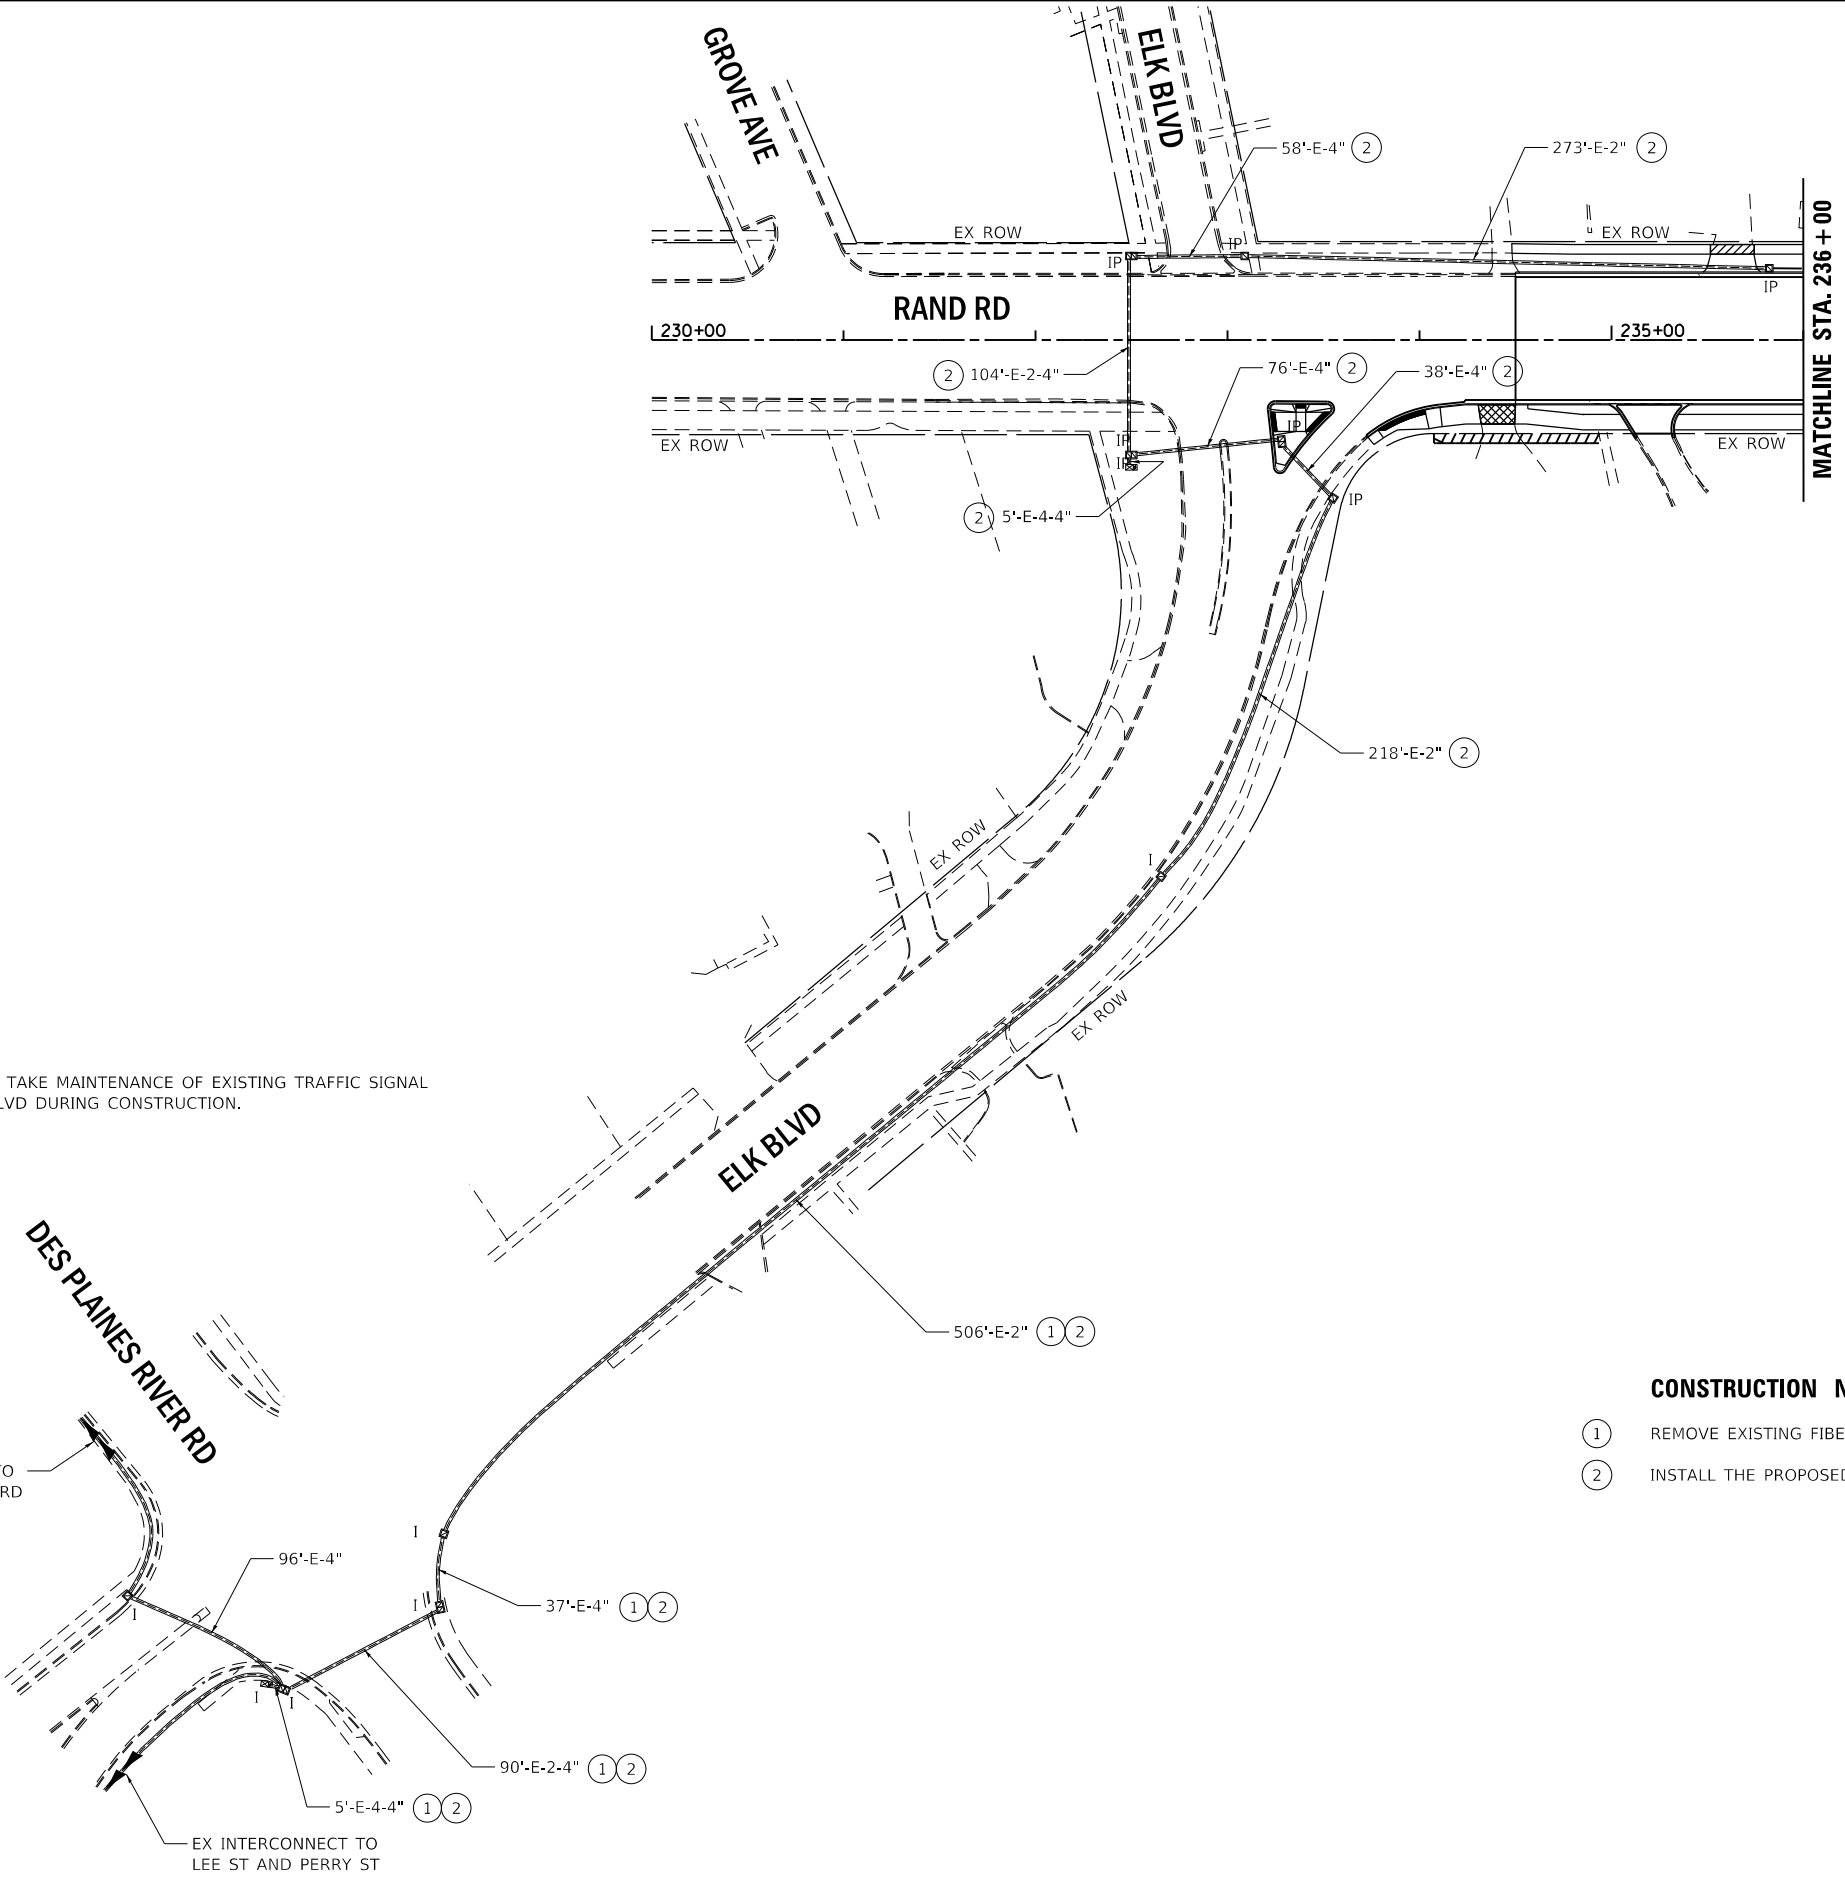 GROVE AVE
ELK BLVD
58'-E-4" 2
273'-E-2" 2
EX ROW
EX ROW
IP
IP
IP
RAND RD
230+00
235+00
MATCHLINE STA. 236+00
2 104'-E-2-4"
76'-E-4" 2
38'-E-4" 2
IP
EX ROW
IP
IP
EX ROW
IP
2 5'-E-4-4"
218'-E-2" 2
EX ROW
I
EX ROW
TAKE MAINTENANCE OF EXISTING TRAFFIC SIGNAL
LVD DURING CONSTRUCTION.
ELK BLVD
DES PLAINES RIVER RD
506'-E-2" 1 2
CONSTRUCTION N
1 REMOVE EXISTING FIBE
2 INSTALL THE PROPOSED
TO
RD
I
96'-E-4"
I
I
37'-E-4" 1 2
I
I
90'-E-2-4" 1 2
5'-E-4-4" 1 2
EX INTERCONNECT TO
LEE ST AND PERRY ST